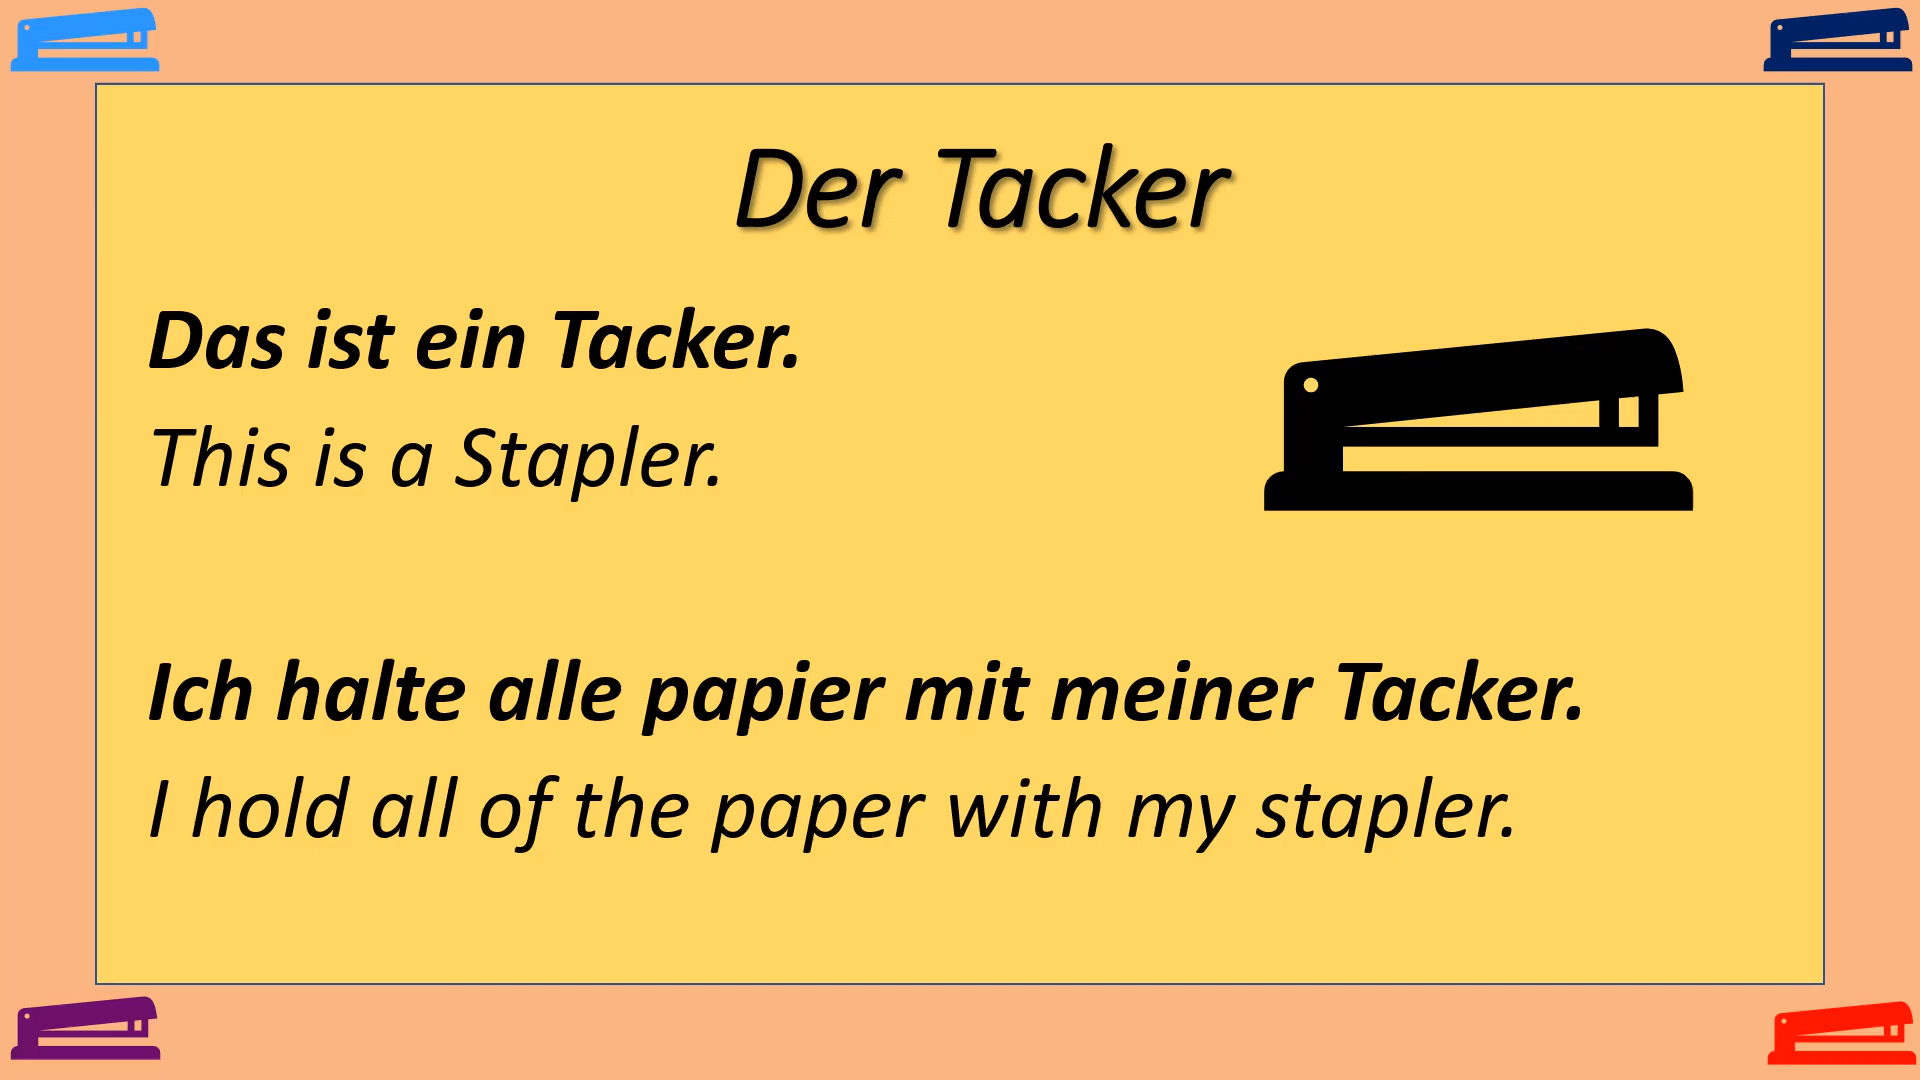 Der Tacker
Das ist ein Tacker.
This is a Stapler.
Ich halte alle papier mit meiner Tacker.
I hold all of the paper with my stapler.